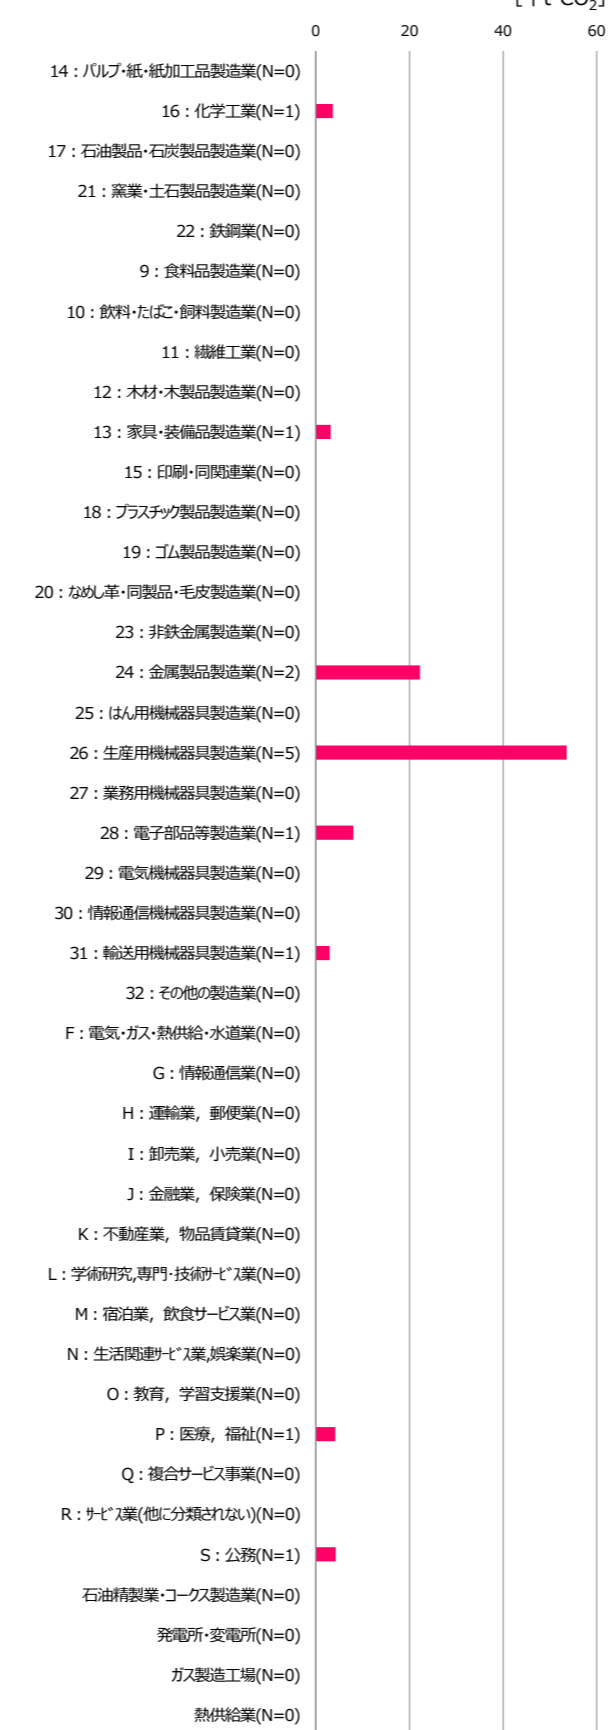 [千t-CO2]
0 20 40 60
14：パルプ・紙・紙加工品製造業(N=0)
16：化学工業(N=1)
17：石油製品・石炭製品製造業(N=0)
21：窯業・土石製品製造業(N=0)
22：鉄鋼業(N=0)
9：食料品製造業(N=0)
10：飲料・たばこ・飼料製造業(N=0)
11：繊維工業(N=0)
12：木材・木製品製造業(N=0)
13：家具・装備品製造業(N=1)
15：印刷・同関連業(N=0)
18：プラスチック製品製造業(N=0)
19：ゴム製品製造業(N=0)
20：なめし革・同製品・毛皮製造業(N=0)
23：非鉄金属製造業(N=0)
24：金属製品製造業(N=2)
25：はん用機械器具製造業(N=0)
26：生産用機械器具製造業(N=5)
27：業務用機械器具製造業(N=0)
28：電子部品等製造業(N=1)
29：電気機械器具製造業(N=0)
30：情報通信機械器具製造業(N=0)
31：輸送用機械器具製造業(N=1)
32：その他の製造業(N=0)
F：電気・ガス・熱供給・水道業(N=0)
G：情報通信業(N=0)
H：運輸業，郵便業(N=0)
I：卸売業，小売業(N=0)
J：金融業，保険業(N=0)
K：不動産業，物品賃貸業(N=0)
L：学術研究,専門・技術ｻｰﾋﾞｽ業(N=0)
M：宿泊業，飲食サービス業(N=0)
N：生活関連ｻｰﾋﾞｽ業,娯楽業(N=0)
O：教育，学習支援業(N=0)
P：医療，福祉(N=1)
Q：複合サービス事業(N=0)
R：ｻｰﾋﾞｽ業(他に分類されない)(N=0)
S：公務(N=1)
石油精製業・コークス製造業(N=0)
発電所・変電所(N=0)
ガス製造工場(N=0)
熱供給業(N=0)